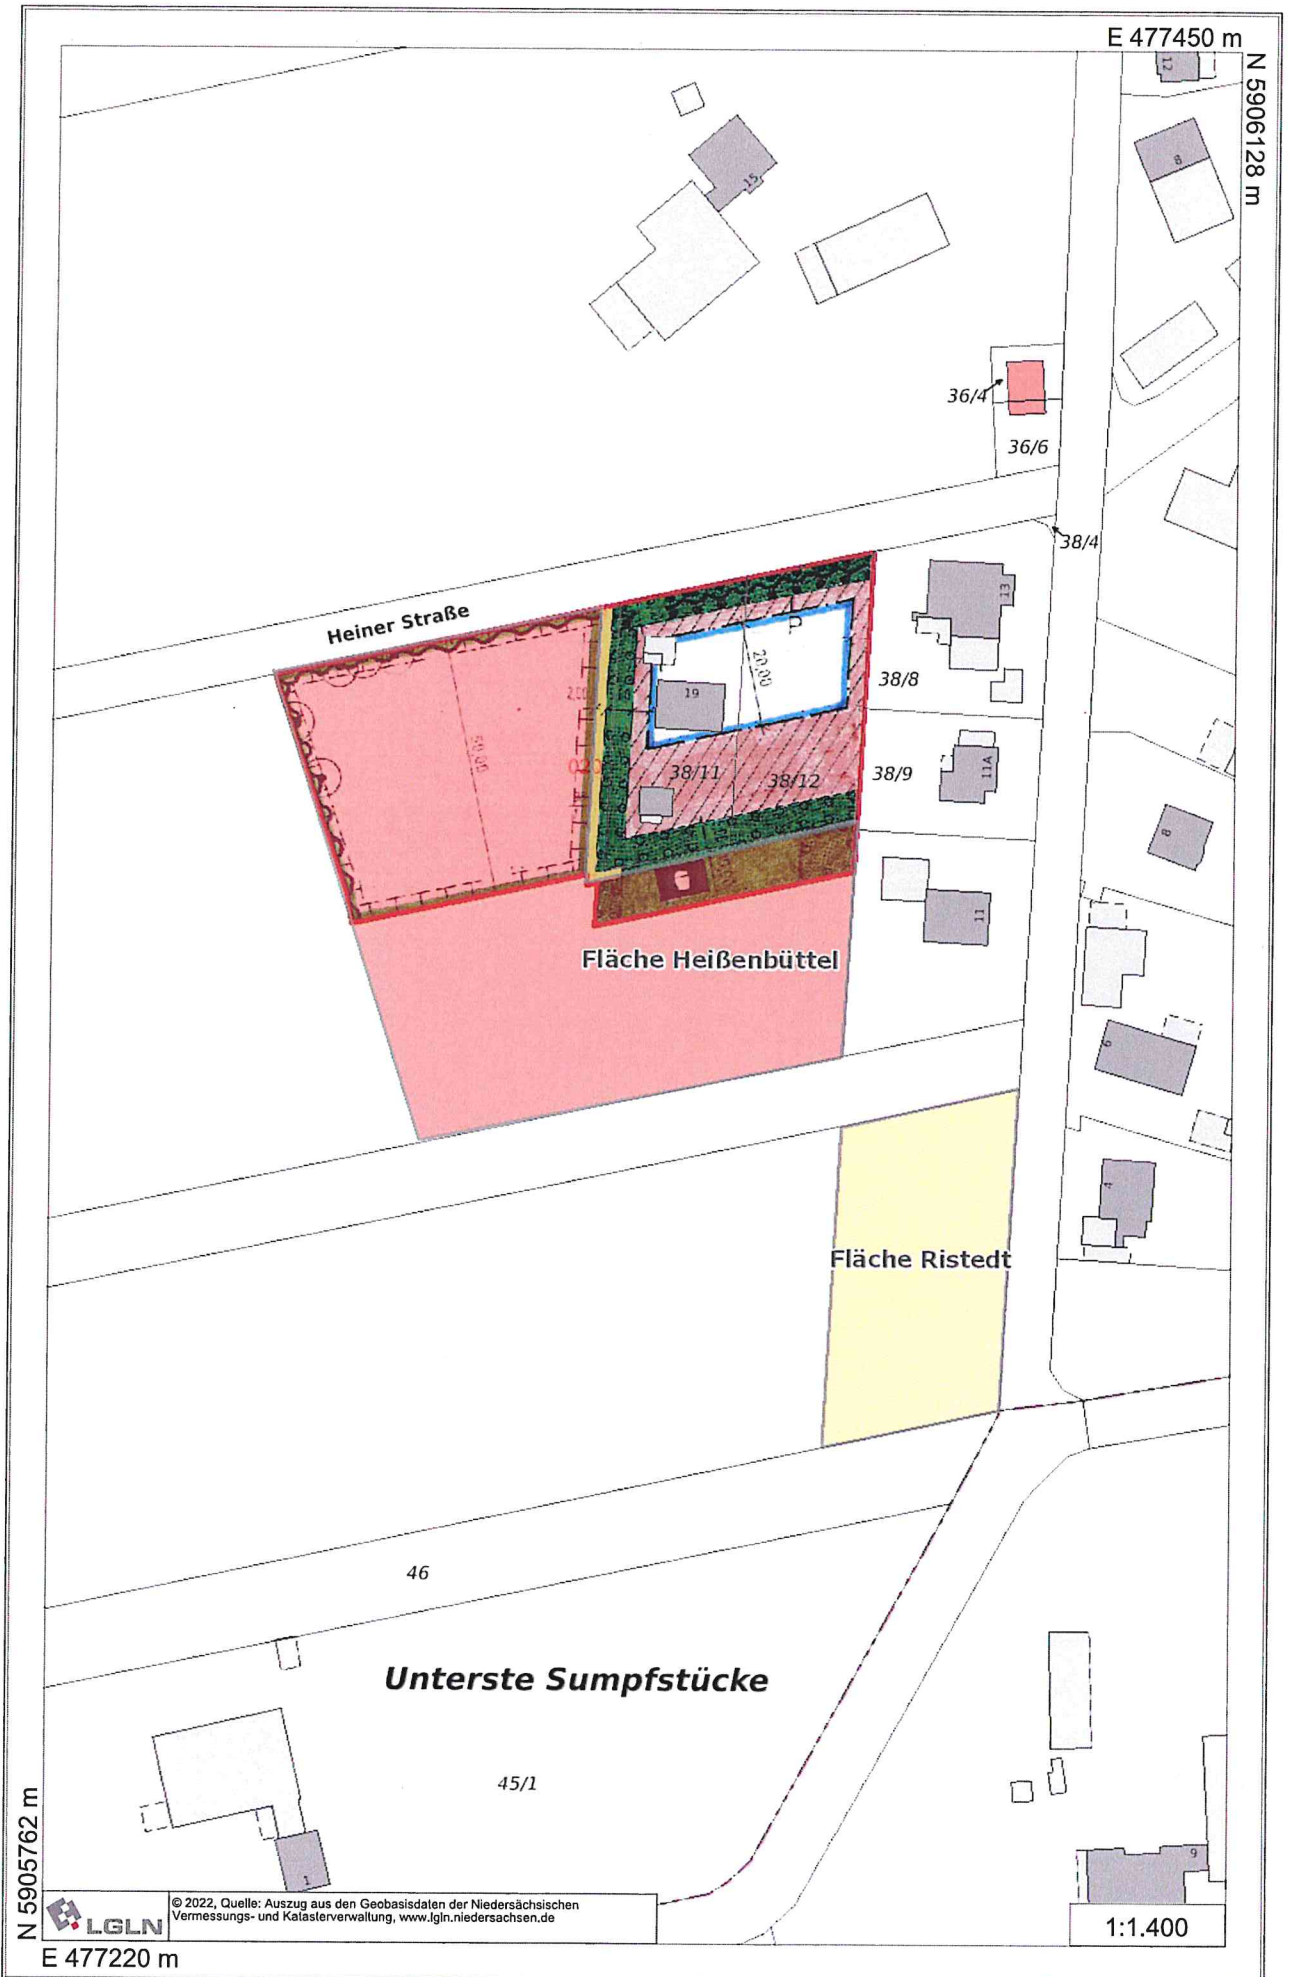 E 477450 m
N 5906128 m
12
8
15
36/4
36/6
38/4
13
Heiner Straße
20,00
38/8
19
2,00
50,00
38/11
38/12
38/9
11A
8
11
Fläche Heißenbüttel
6
4
Fläche Ristedt
46
Unterste Sumpfstücke
45/1
9
1
N 5905762 m
LGLN
© 2022, Quelle: Auszug aus den Geobasisdaten der Niedersächsischen
Vermessungs- und Katasterverwaltung, www.lgln.niedersachsen.de
1:1.400
E 477220 m